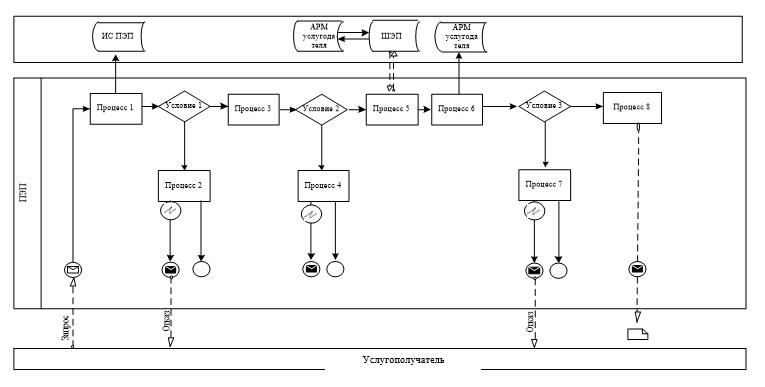 ИС ПЭП
АРМ
услугода
теля
ШЭП
АРМ
услугода
теля
ПЭП
Процесс 1
Условие 1
Процесс 3
Условие 2
Процесс 5
Процесс 6
Условие 3
Процесс 8
Процесс 2
Процесс 4
Процесс 7
Запрос
Отказ
Отказ
Услугополучатель